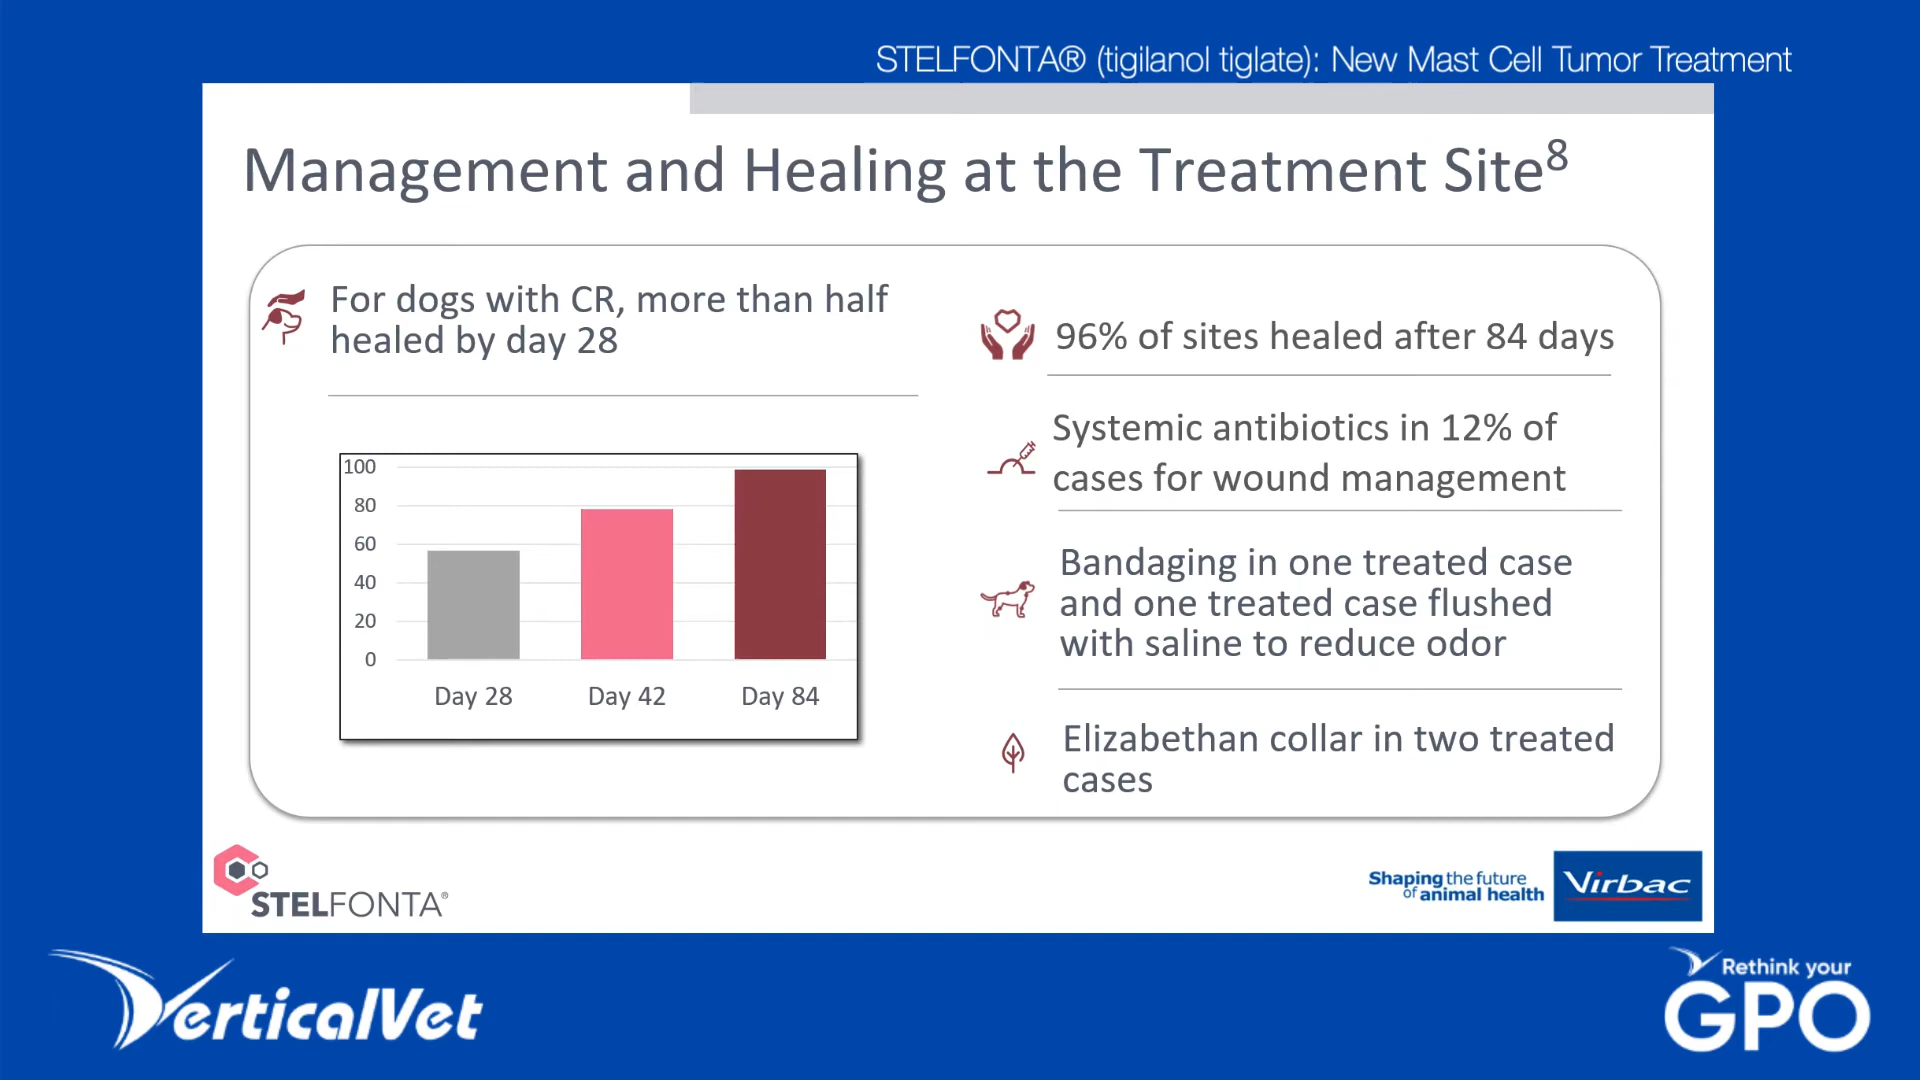 STELFONTA® (tigilanol tiglate): New Mast Cell Tumor Treatment
Management and Healing at the Treatment Site⁸
For dogs with CR, more than half
healed by day 28
100
80
60
40
20
0
Day 28
Day 42
Day 84
96% of sites healed after 84 days
Systemic antibiotics in 12% of
cases for wound management
Bandaging in one treated case
and one treated case flushed
with saline to reduce odor
Elizabethan collar in two treated
cases
STELFONTA®
Shaping the future
of animal health
Virbac
VerticalVet
Rethink your
GPO